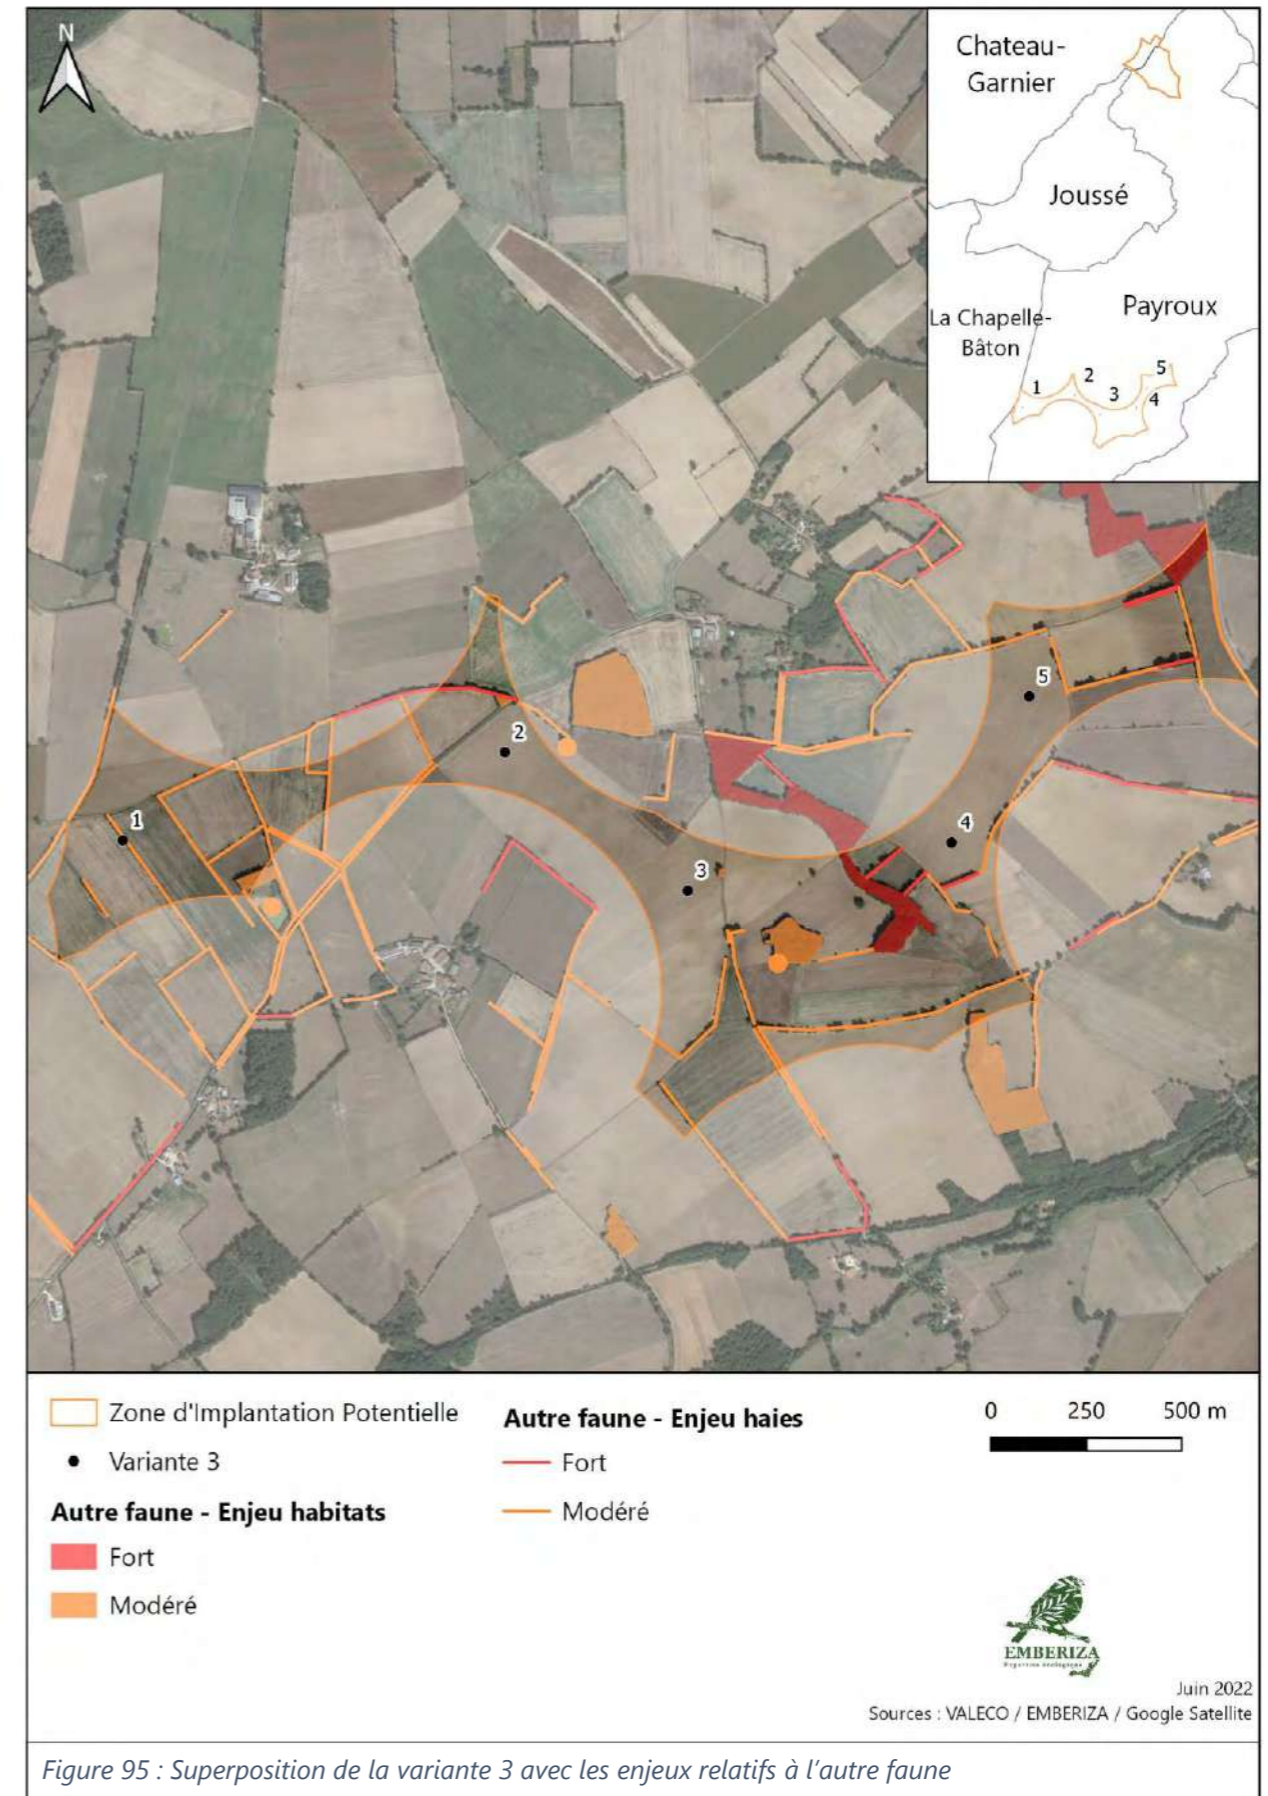 N
Chateau-
Garnier
Joussé
Payroux
La Chapelle-
Bâton
1
2
3
4
5
1
2
3
4
5
Zone d'Implantation Potentielle
Variante 3
Autre faune - Enjeu habitats
Fort
Modéré
Autre faune - Enjeu haies
Fort
Modéré
0 250 500 m
EMBERIZA
Juin 2022
Sources : VALECO / EMBERIZA / Google Satellite
Figure 95 : Superposition de la variante 3 avec les enjeux relatifs à l'autre faune